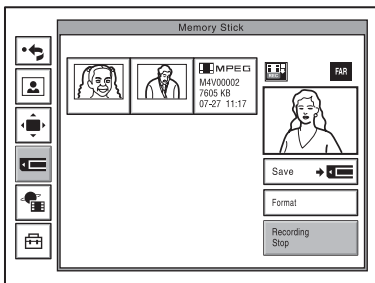 Memory Stick
MPEG
M4V00002
7605 KB
07-27 11:17
FAR
Save
Format
Recording
Stop